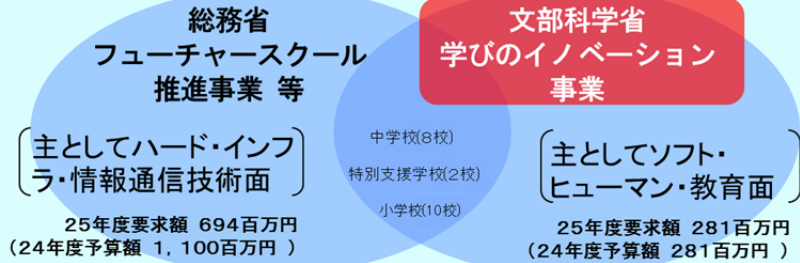 総務省
フューチャースクール
推進事業 等
主としてハード・インフ
ラ・情報通信技術面
25年度要求額 694百万円
(24年度予算額 1,100百万円 )
中学校(8校)
特別支援学校(2校)
小学校(10校)
文部科学省
学びのイノベーション
事業
主としてソフト・
ヒューマン・教育面
25年度要求額 281百万円
(24年度予算額 281百万円 )